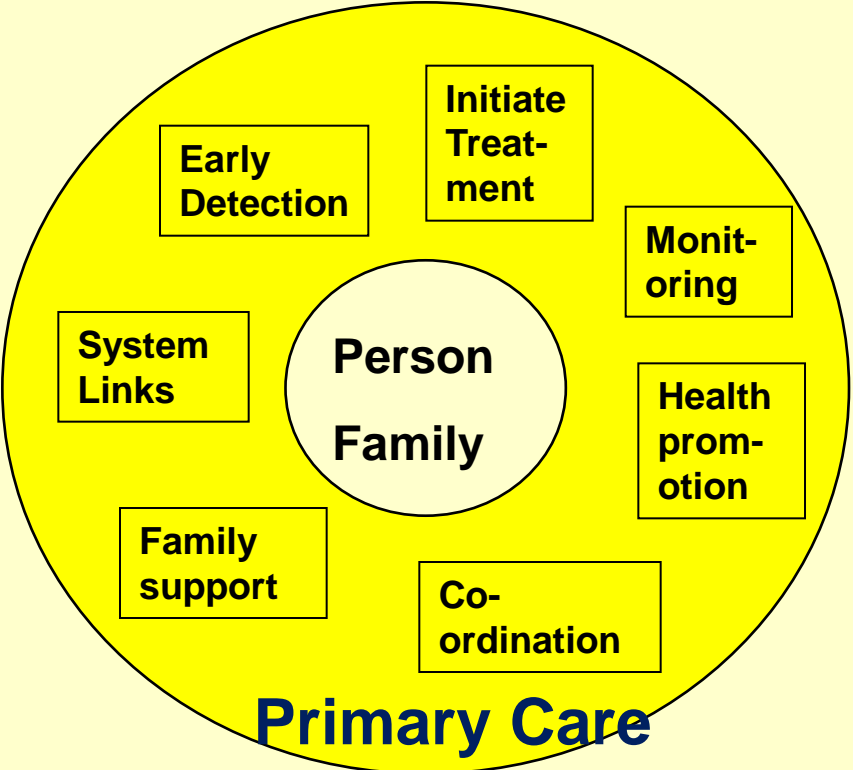 Initiate
Treat-
ment
Early
Detection
Monit-
oring
System
Links
Person
Family
Health
prom-
otion
Family
support
Co-
ordination
Primary Care